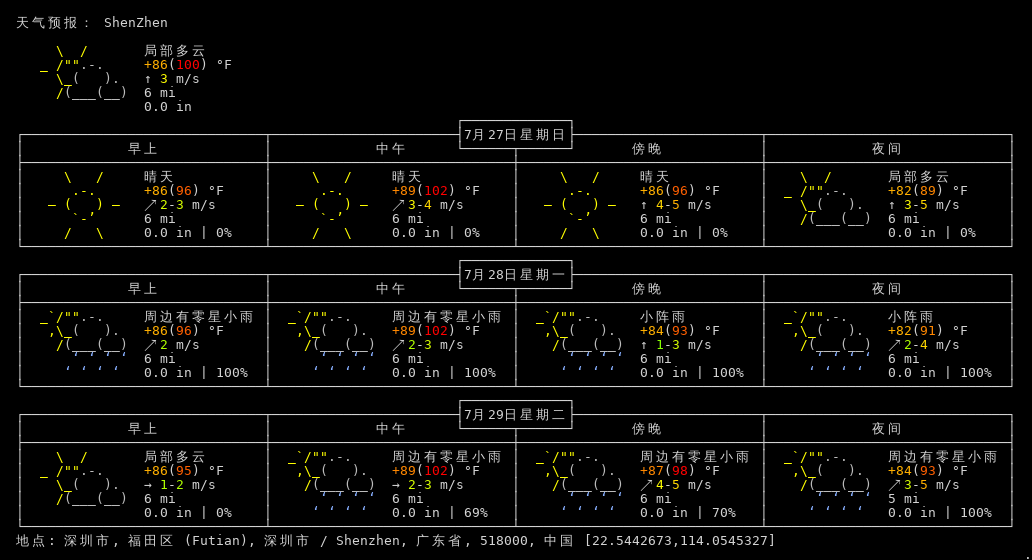 天气预报： ShenZhen
局部多云
+86(100) °F
↑ 3 m/s
6 mi
0.0 in
7月27日星期日
早上 中午 傍晚 夜间
晴天 晴天 晴天 局部多云
+86(96) °F +89(102) °F +86(96) °F +82(89) °F
↗ 2-3 m/s ↗ 3-4 m/s ↑ 4-5 m/s ↑ 3-5 m/s
6 mi 6 mi 6 mi 6 mi
0.0 in | 0% 0.0 in | 0% 0.0 in | 0% 0.0 in | 0%
7月28日星期一
早上 中午 傍晚 夜间
周边有零星小雨 周边有零星小雨 小阵雨 小阵雨
+86(96) °F +89(102) °F +84(93) °F +82(91) °F
↗ 2 m/s ↗ 2-3 m/s ↑ 1-3 m/s ↗ 2-4 m/s
6 mi 6 mi 6 mi 6 mi
0.0 in | 100% 0.0 in | 100% 0.0 in | 100% 0.0 in | 100%
7月29日星期二
早上 中午 傍晚 夜间
局部多云 周边有零星小雨 周边有零星小雨 周边有零星小雨
+86(95) °F +89(102) °F +87(98) °F +84(93) °F
→ 1-2 m/s → 2-3 m/s ↗ 4-5 m/s ↗ 3-5 m/s
6 mi 6 mi 6 mi 5 mi
0.0 in | 0% 0.0 in | 69% 0.0 in | 70% 0.0 in | 100%
地点: 深圳市, 福田区 (Futian), 深圳市 / Shenzhen, 广东省, 518000, 中国 [22.5442673,114.0545327]